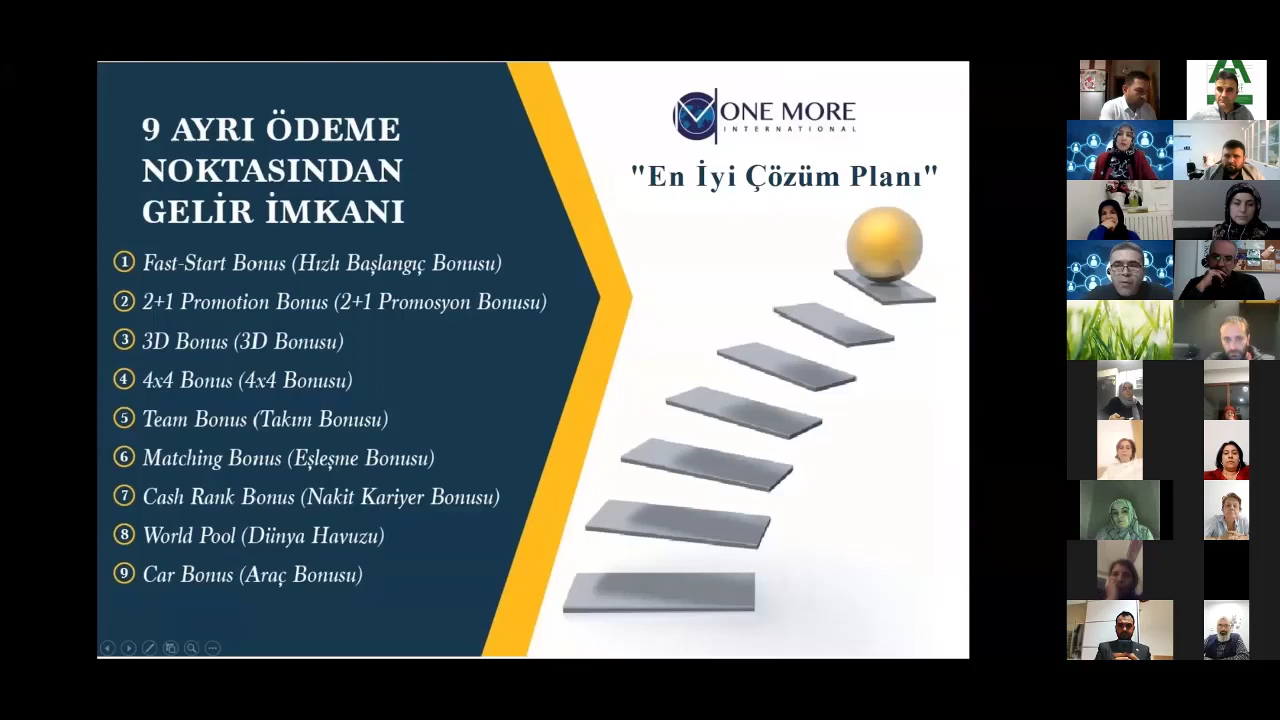 9 AYRI ÖDEME
NOKTASINDAN
GELİR İMKANI
1 Fast-Start Bonus (Hızlı Başlangıç Bonusu)
2 2+1 Promotion Bonus (2+1 Promosyon Bonusu)
3 3D Bonus (3D Bonusu)
4 4x4 Bonus (4x4 Bonusu)
5 Team Bonus (Takım Bonusu)
6 Matching Bonus (Eşleşme Bonusu)
7 Cash Rank Bonus (Nakit Kariyer Bonusu)
8 World Pool (Dünya Havuzu)
9 Car Bonus (Araç Bonusu)
ONE MORE
INTERNATIONAL
"En İyi Çözüm Planı"